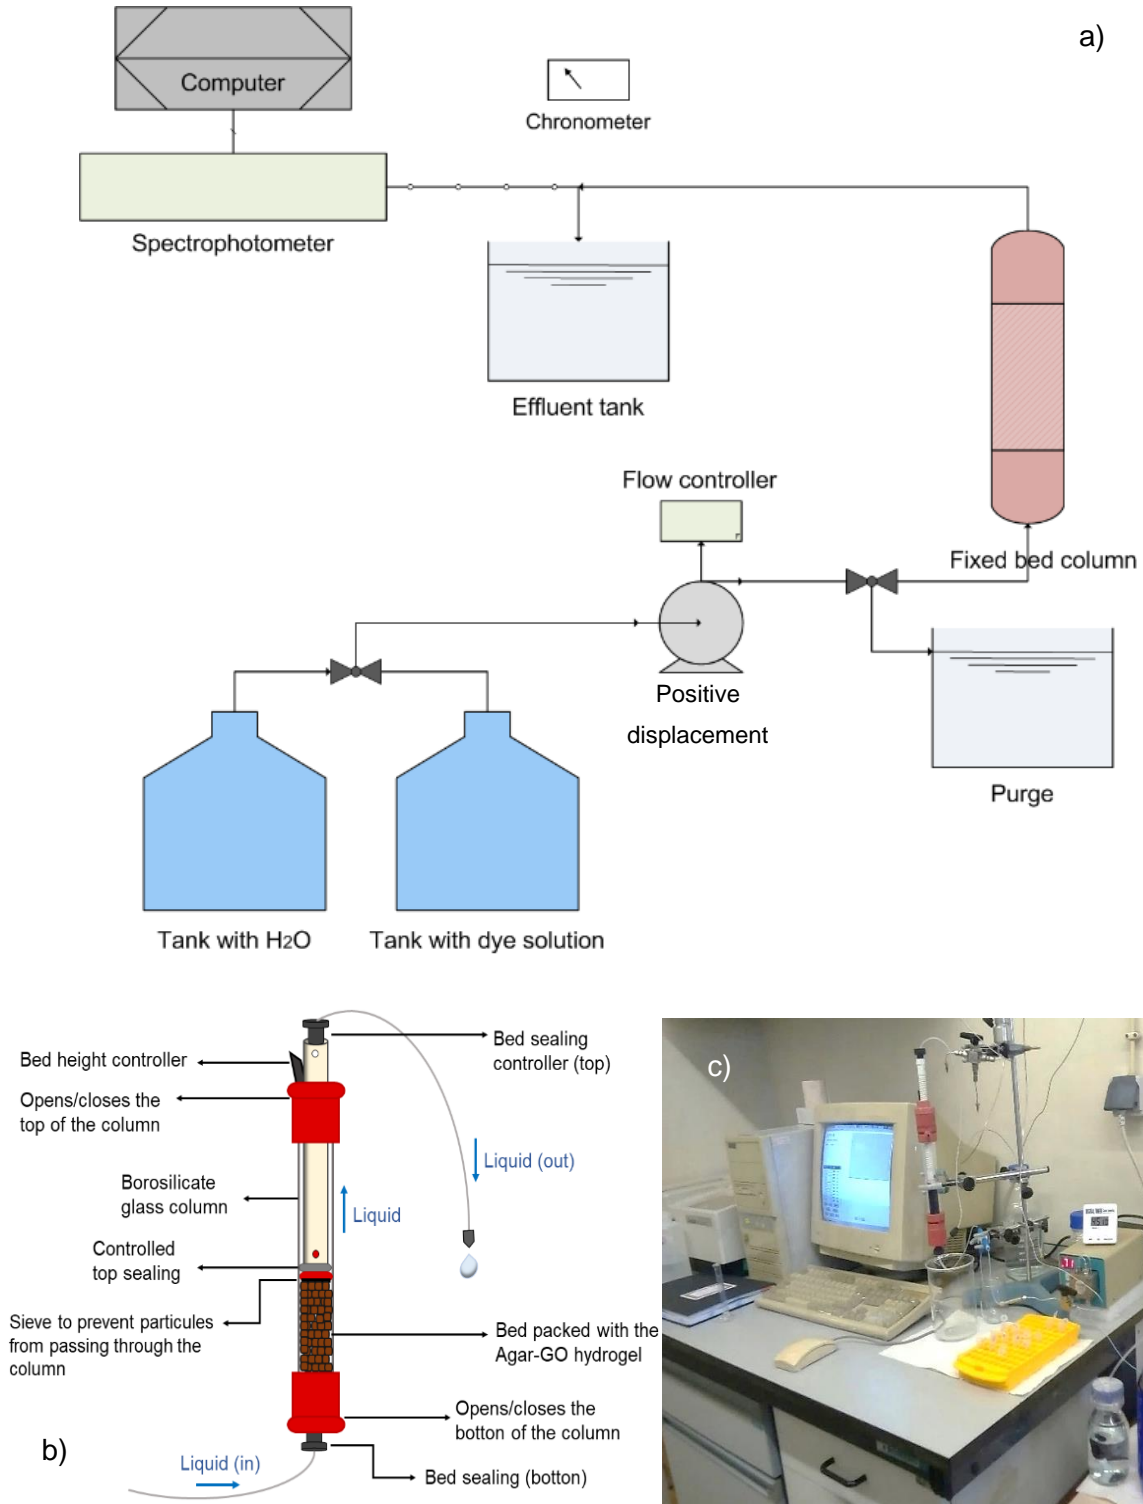 a)
Computer
Chronometer
Spectrophotometer
Effluent tank
Flow controller
Fixed bed column
Positive
displacement
Purge
Tank with H2O
Tank with dye solution
b)
Bed height controller
Opens/closes the
top of the column
Borosilicate
glass column
Controlled
top sealing
Sieve to prevent particules
from passing through the
column
Liquid (in)
Liquid
Bed sealing
controller (top)
Liquid (out)
Bed packed with the
Agar-GO hydrogel
Opens/closes the
botton of the column
Bed sealing (botton)
c)